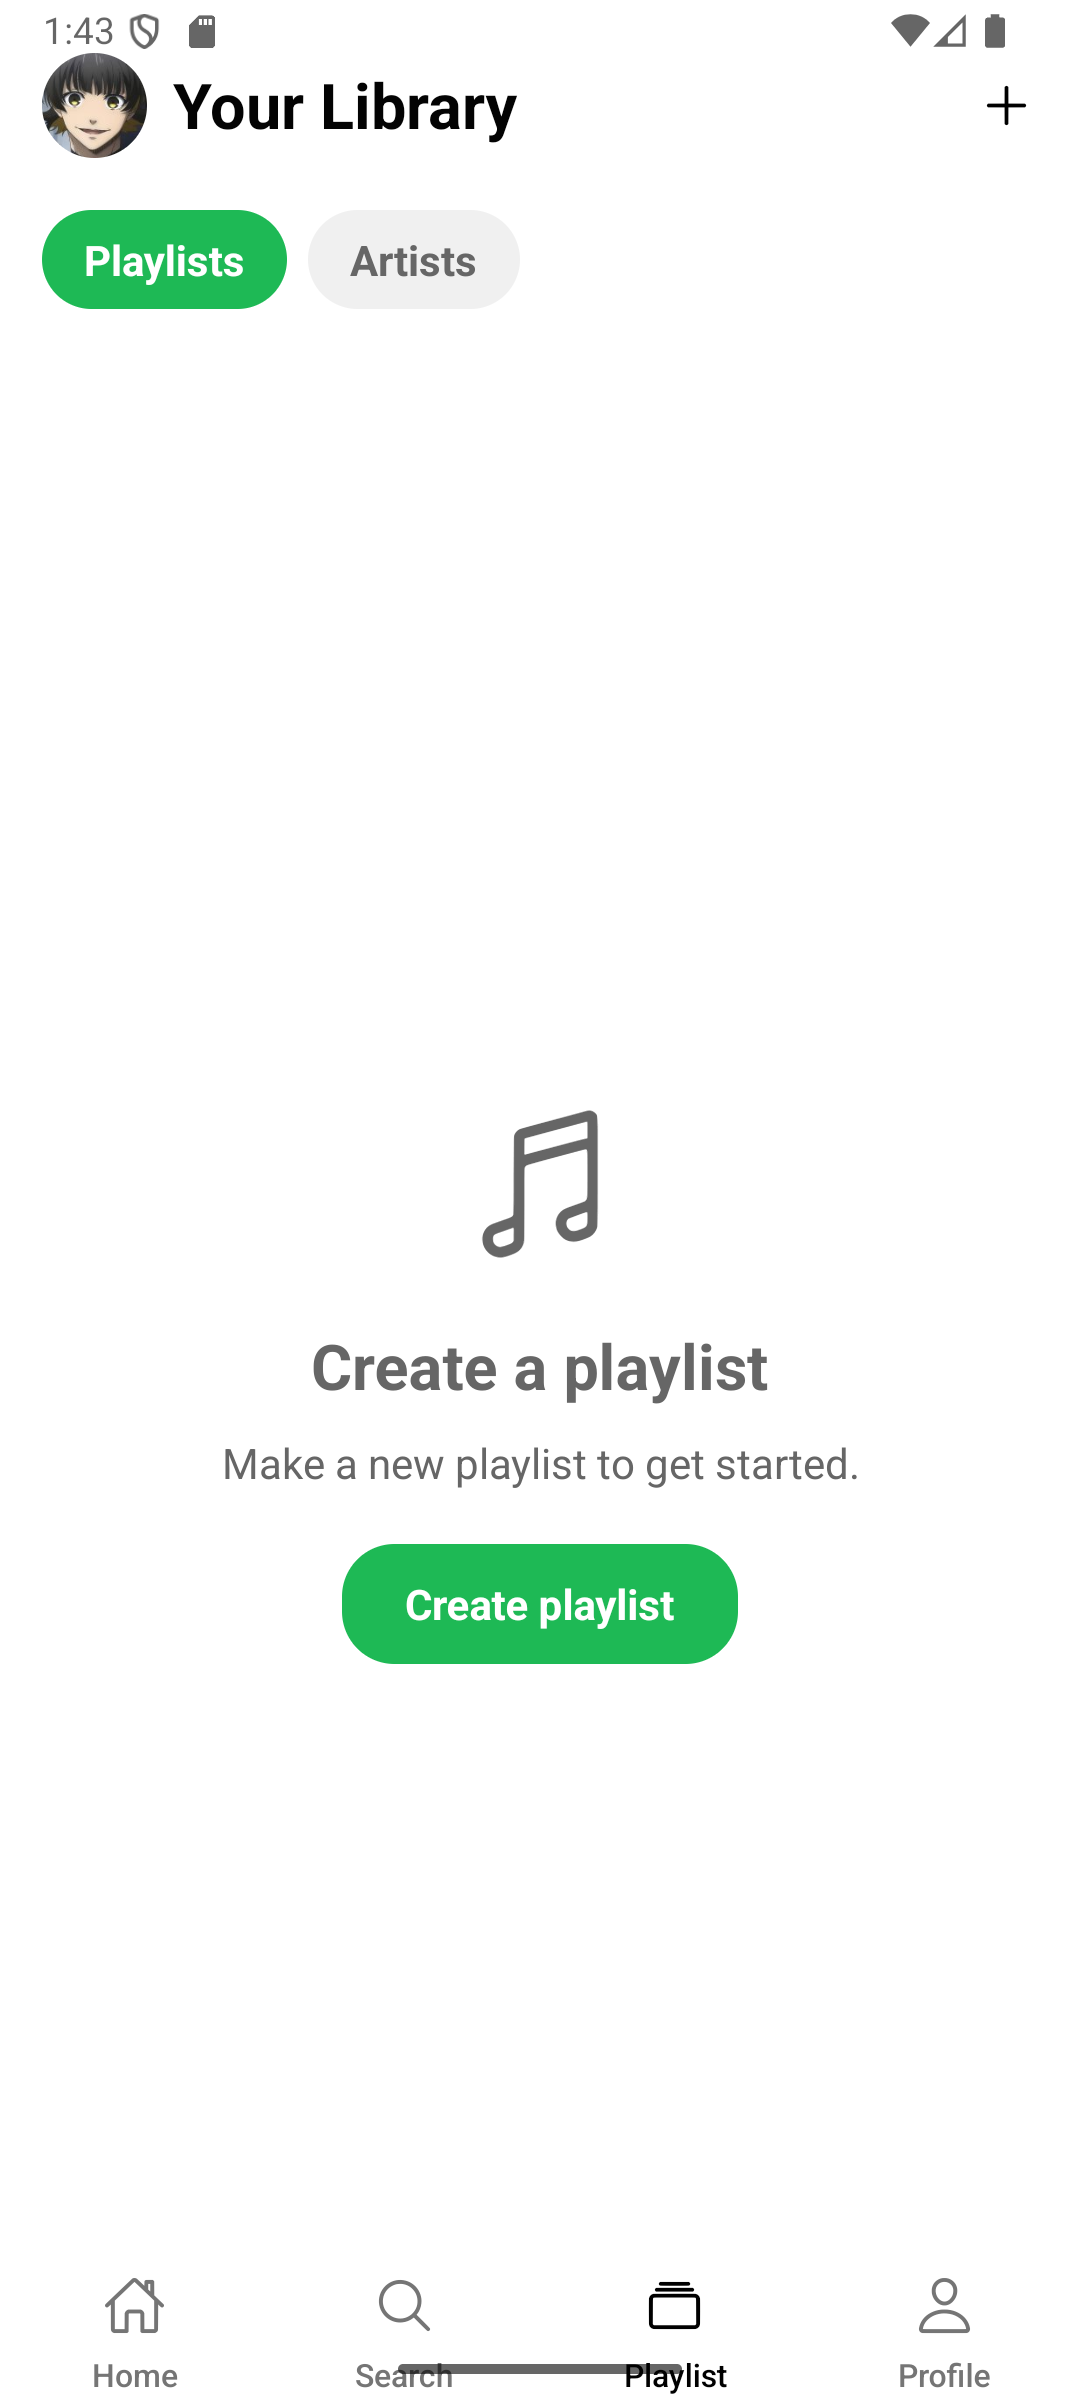 1:43
Your Library
Playlists
Artists
Create a playlist
Make a new playlist to get started.
Create playlist
Home
Search
Playlist
Profile